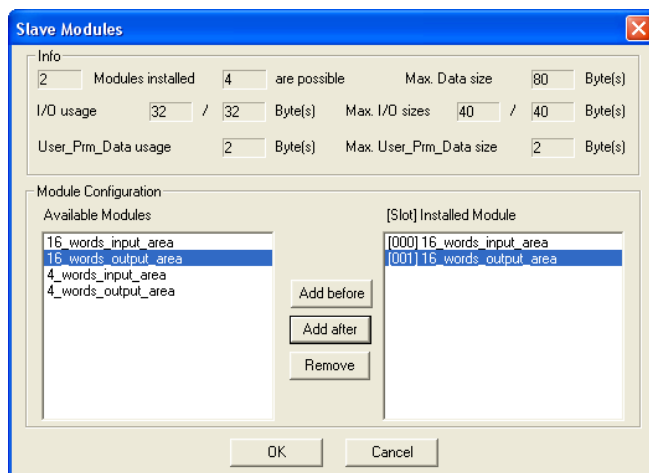 Slave Modules
Info
2 Modules installed 4 are possible Max. Data size 80 Byte(s)
I/O usage 32 / 32 Byte(s) Max. I/O sizes 40 / 40 Byte(s)
User_Prm_Data usage 2 Byte(s) Max. User_Prm_Data size 2 Byte(s)
Module Configuration
Available Modules [Slot] Installed Module
16_words_input_area [000] 16_words_input_area
16_words_output_area [001] 16_words_output_area
4_words_input_area
4_words_output_area
Add before
Add after
Remove
OK Cancel